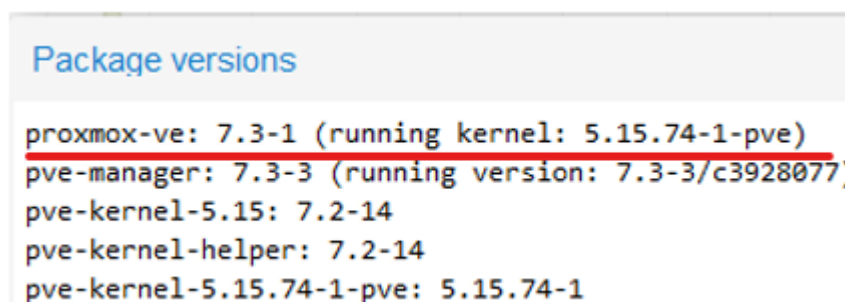 Package versions
proxmox-ve: 7.3-1 (running kernel: 5.15.74-1-pve)
pve-manager: 7.3-3 (running version: 7.3-3/c3928077)
pve-kernel-5.15: 7.2-14
pve-kernel-helper: 7.2-14
pve-kernel-5.15.74-1-pve: 5.15.74-1